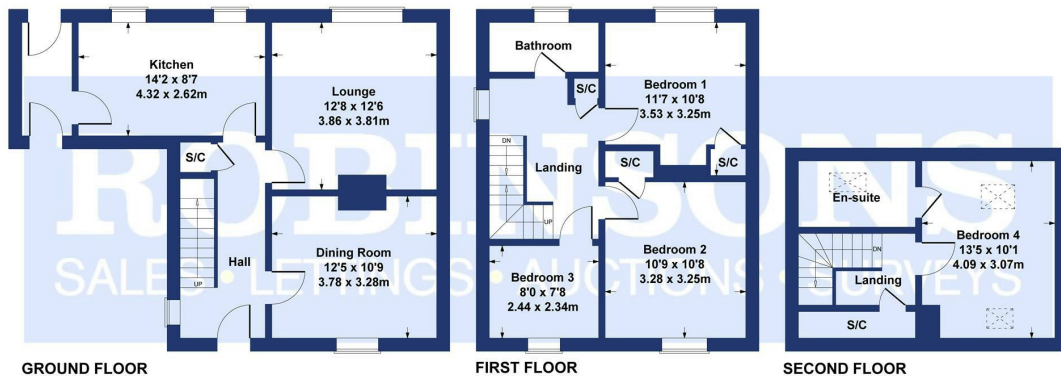 Kitchen
14'2 x 8'7
4.32 x 2.62m
Lounge
12'8 x 12'6
3.86 x 3.81m
S/C
Dining Room
12'5 x 10'9
3.78 x 3.28m
Hall
UP
GROUND FLOOR
Bathroom
S/C
Bedroom 1
11'7 x 10'8
3.53 x 3.25m
DN
Landing
S/C
S/C
UP
Bedroom 2
10'9 x 10'8
3.28 x 3.25m
Bedroom 3
8'0 x 7'8
2.44 x 2.34m
FIRST FLOOR
En-suite
Bedroom 4
13'5 x 10'1
4.09 x 3.07m
DN
Landing
S/C
SECOND FLOOR
ROBINSONS
SALES • LETTINGS • AUCTIONS • SURVEYS